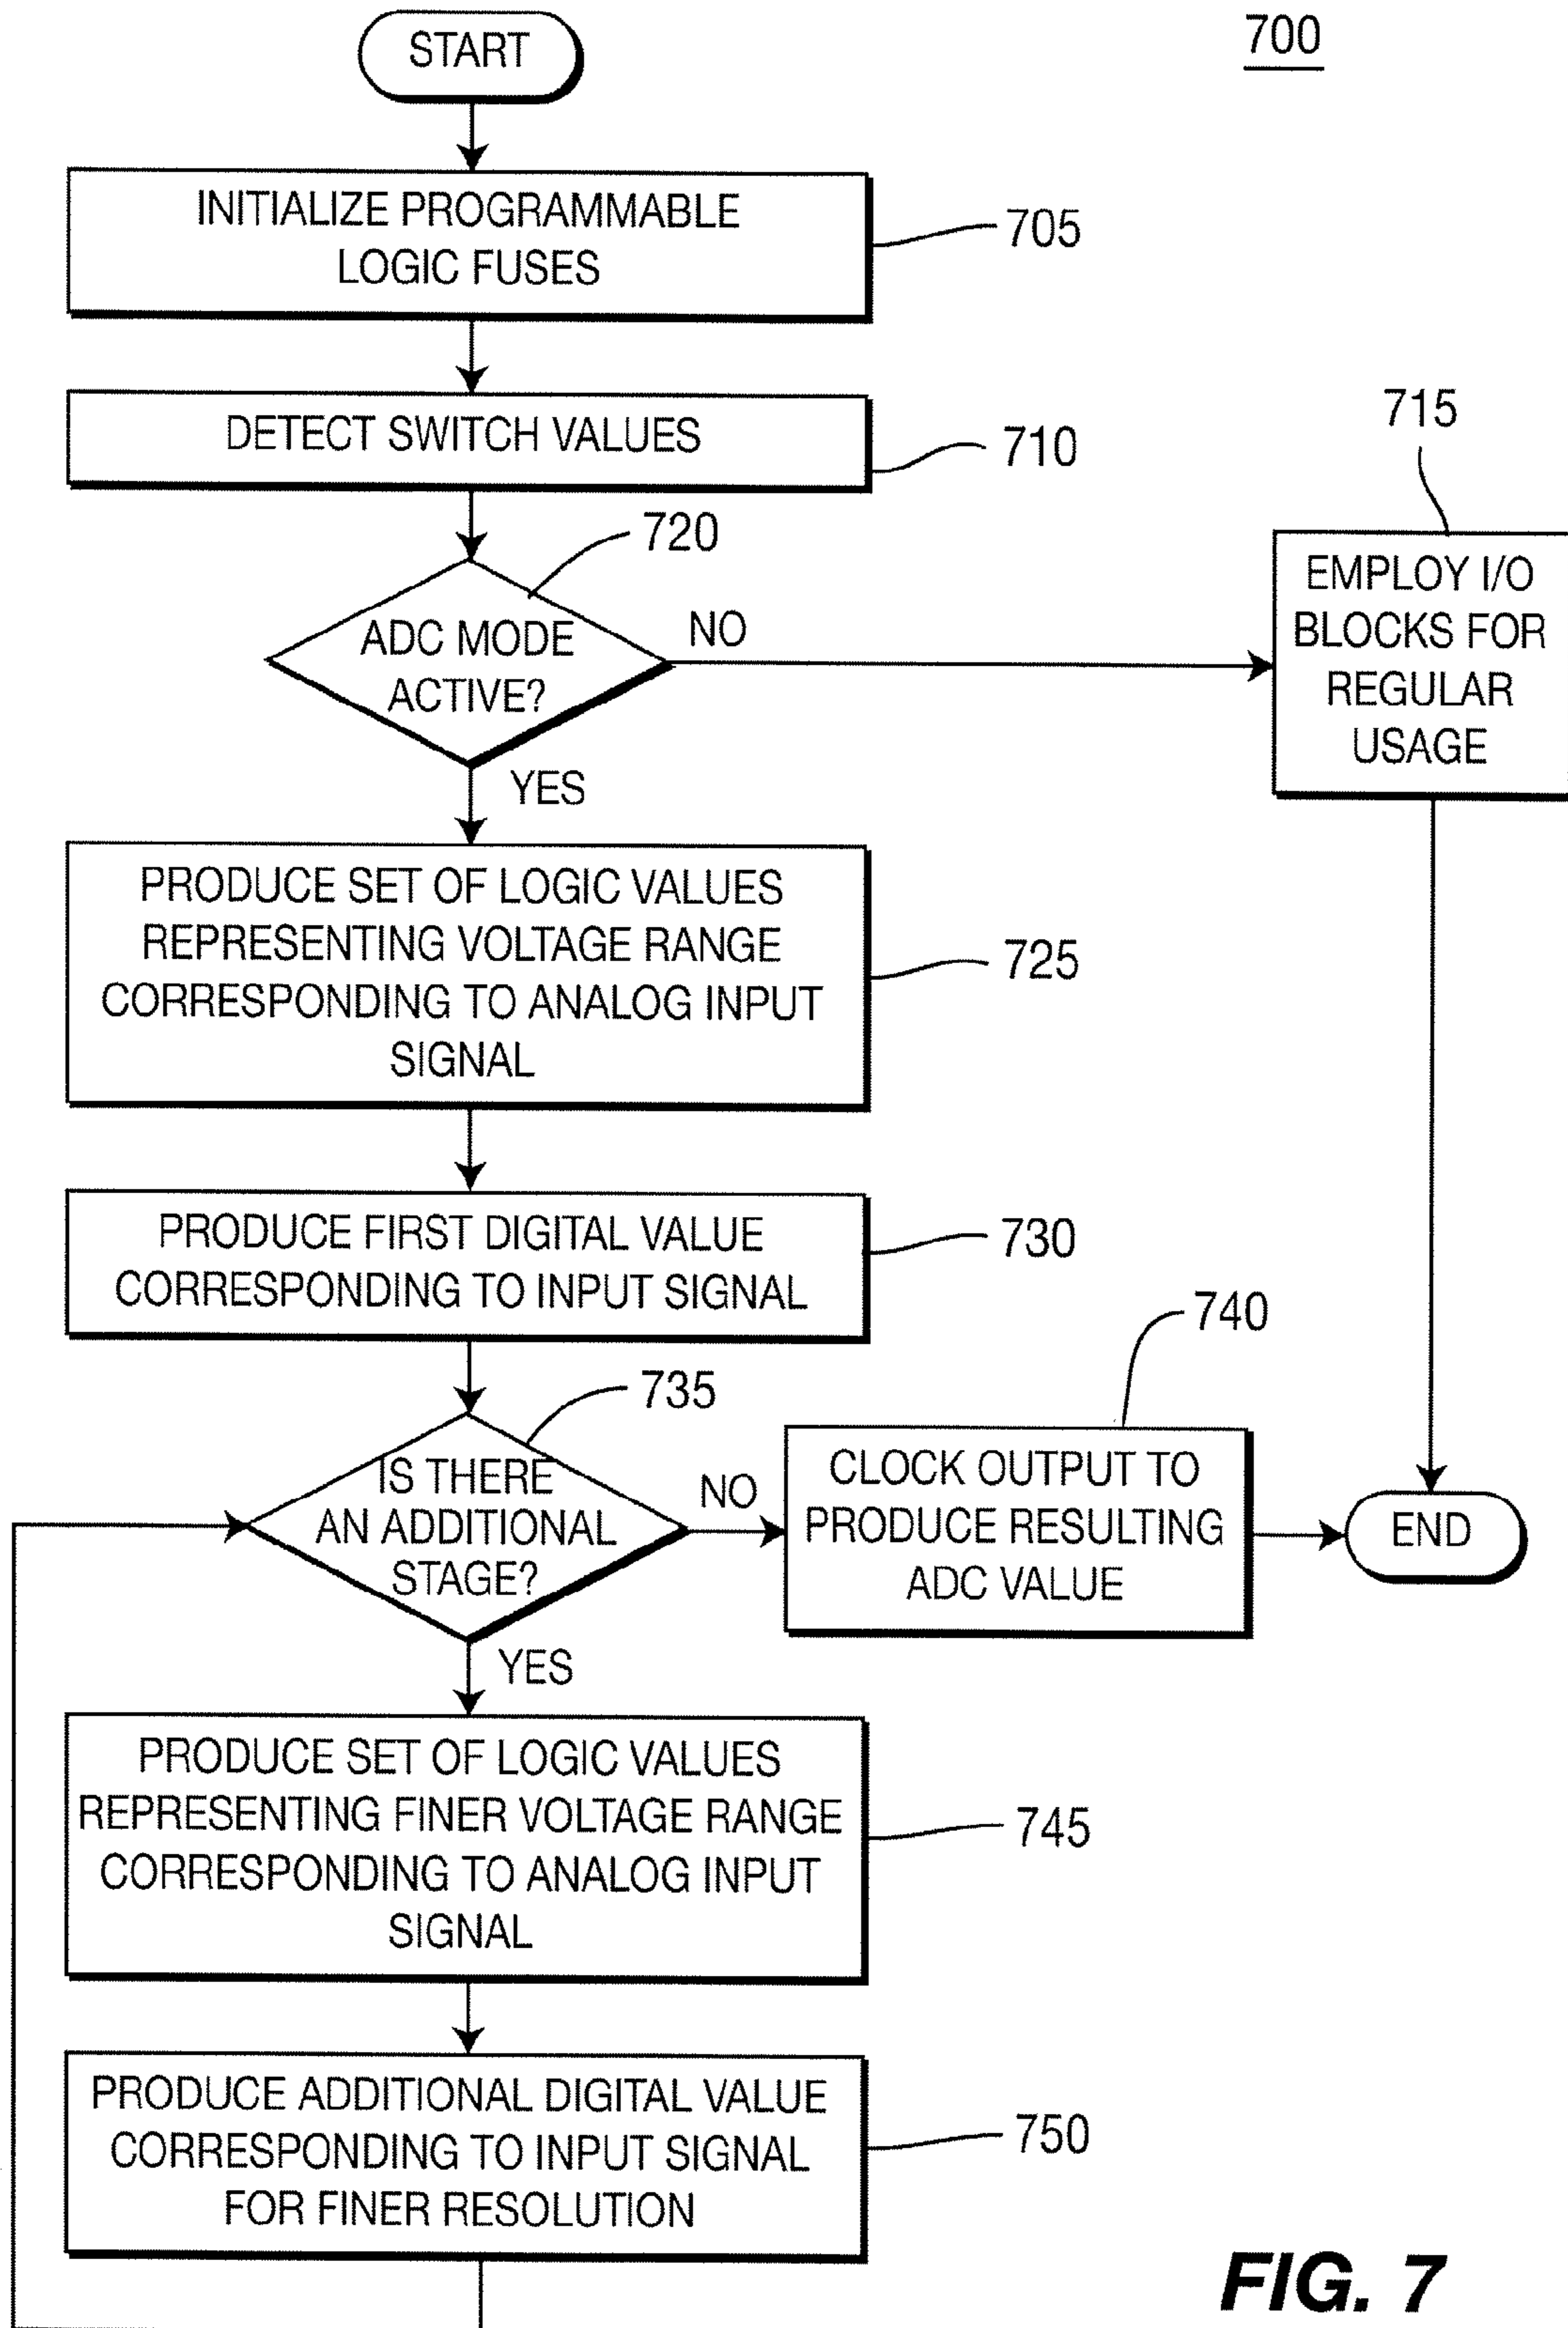 START
700
INITIALIZE PROGRAMMABLE
LOGIC FUSES
705
DETECT SWITCH VALUES
710
715
720
ADC MODE
ACTIVE?
NO
YES
EMPLOY I/O
BLOCKS FOR
REGULAR
USAGE
PRODUCE SET OF LOGIC VALUES
REPRESENTING VOLTAGE RANGE
CORRESPONDING TO ANALOG INPUT
SIGNAL
725
PRODUCE FIRST DIGITAL VALUE
CORRESPONDING TO INPUT SIGNAL
730
735
740
IS THERE
AN ADDITIONAL
STAGE?
NO
YES
CLOCK OUTPUT TO
PRODUCE RESULTING
ADC VALUE
END
PRODUCE SET OF LOGIC VALUES
REPRESENTING FINER VOLTAGE RANGE
CORRESPONDING TO ANALOG INPUT
SIGNAL
745
PRODUCE ADDITIONAL DIGITAL VALUE
CORRESPONDING TO INPUT SIGNAL
FOR FINER RESOLUTION
750
FIG. 7